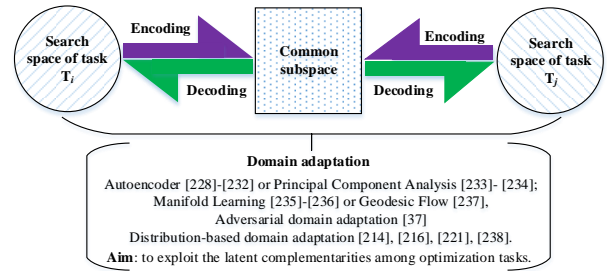 Search
space of task
Ti
Encoding
Decoding
Common
subspace
Encoding
Decoding
Search
space of task
Tj
Domain adaptation
Autoencoder [228]-[232] or Principal Component Analysis [233]- [234];
Manifold Learning [235]-[236] or Geodesic Flow [237],
Adversarial domain adaptation [37]
Distribution-based domain adaptation [214], [216], [221], [238].
Aim: to exploit the latent complementarities among optimization tasks.